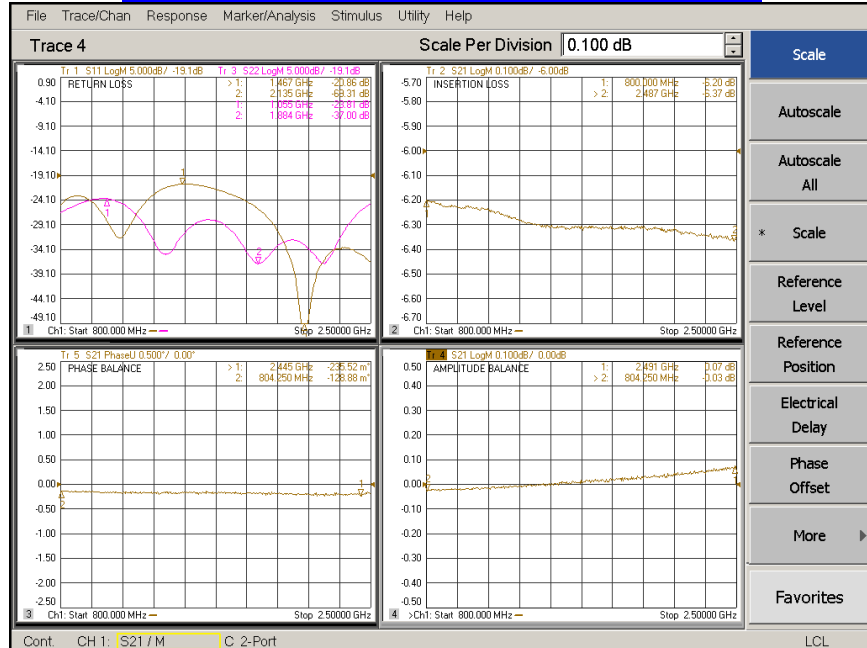 File Trace/Chan Response Marker/Analysis Stimulus Utility Help
Trace 4
Scale Per Division 0.100 dB
Tr 1 S11 LogM 5.000dB/ -19.1dB Tr 3 S22 LogM 5.000dB/ -19.1dB
RETURN LOSS
> 1: 1.467 GHz -20.86 dB
2: 2.135 GHz -69.31 dB
1: 1.055 GHz -23.81 dB
2: 1.884 GHz -37.00 dB
0.90
-4.10
-9.10
-14.10
-19.10
-24.10
-29.10
-34.10
-39.10
-44.10
-49.10
1
1
2
1 Ch1: Start 800.000 MHz Stop 2.50000 GHz
Tr 2 S21 LogM 0.100dB/ -6.00dB
INSERTION LOSS
1: 800.000 MHz -6.20 dB
> 2: 2.487 GHz -6.37 dB
-5.70
-5.80
-5.90
-6.00
-6.10
-6.20
-6.30
-6.40
-6.50
-6.60
-6.70
1
2
2 Ch1: Start 800.000 MHz Stop 2.50000 GHz
Tr 5 S21 PhaseU 0.500°/ 0.00°
PHASE BALANCE
> 1: 2.445 GHz -235.52 m°
2: 804.250 MHz -128.88 m°
2.50
2.00
1.50
1.00
0.50
0.00
-0.50
-1.00
-1.50
-2.00
-2.50
1
2
3 Ch1: Start 800.000 MHz Stop 2.50000 GHz
Tr 4 S21 LogM 0.100dB/ 0.00dB
AMPLITUDE BALANCE
1: 2.491 GHz 0.07 dB
> 2: 804.250 MHz -0.03 dB
0.50
0.40
0.30
0.20
0.10
0.00
-0.10
-0.20
-0.30
-0.40
-0.50
2
1
4 >Ch1: Start 800.000 MHz Stop 2.50000 GHz
Scale
Autoscale
Autoscale
All
* Scale
Reference
Level
Reference
Position
Electrical
Delay
Phase
Offset
More
Favorites
Cont. CH 1: S21 / M C 2-Port LCL